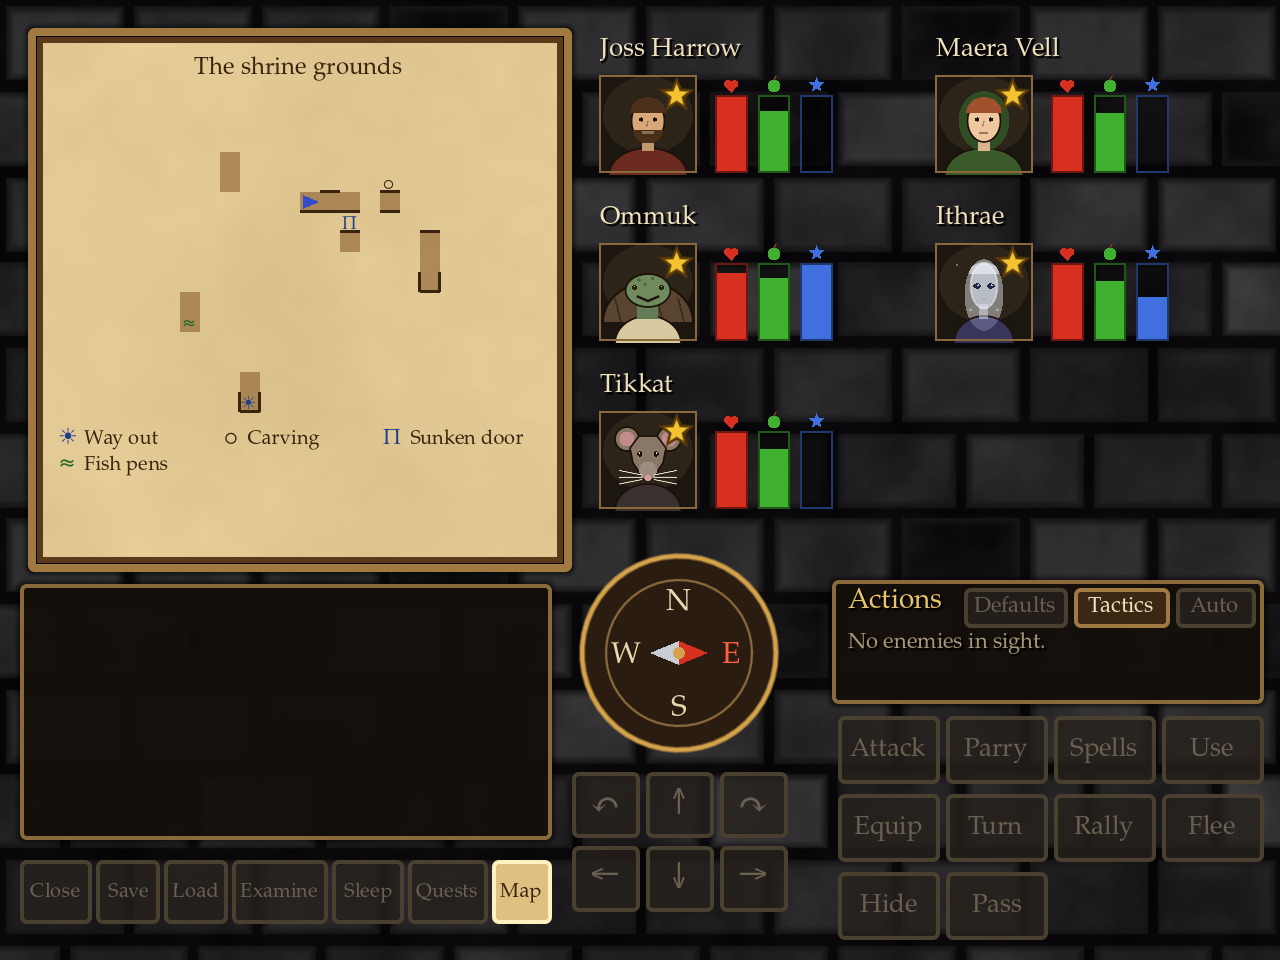 The shrine grounds
Π
Way out
Carving
Π Sunken door
Fish pens
Joss Harrow
Maera Vell
Ommuk
Ithrae
Tikkat
N
W E
S
Actions
Defaults
Tactics
Auto
No enemies in sight.
Attack
Parry
Spells
Use
Equip
Turn
Rally
Flee
Hide
Pass
Close
Save
Load
Examine
Sleep
Quests
Map